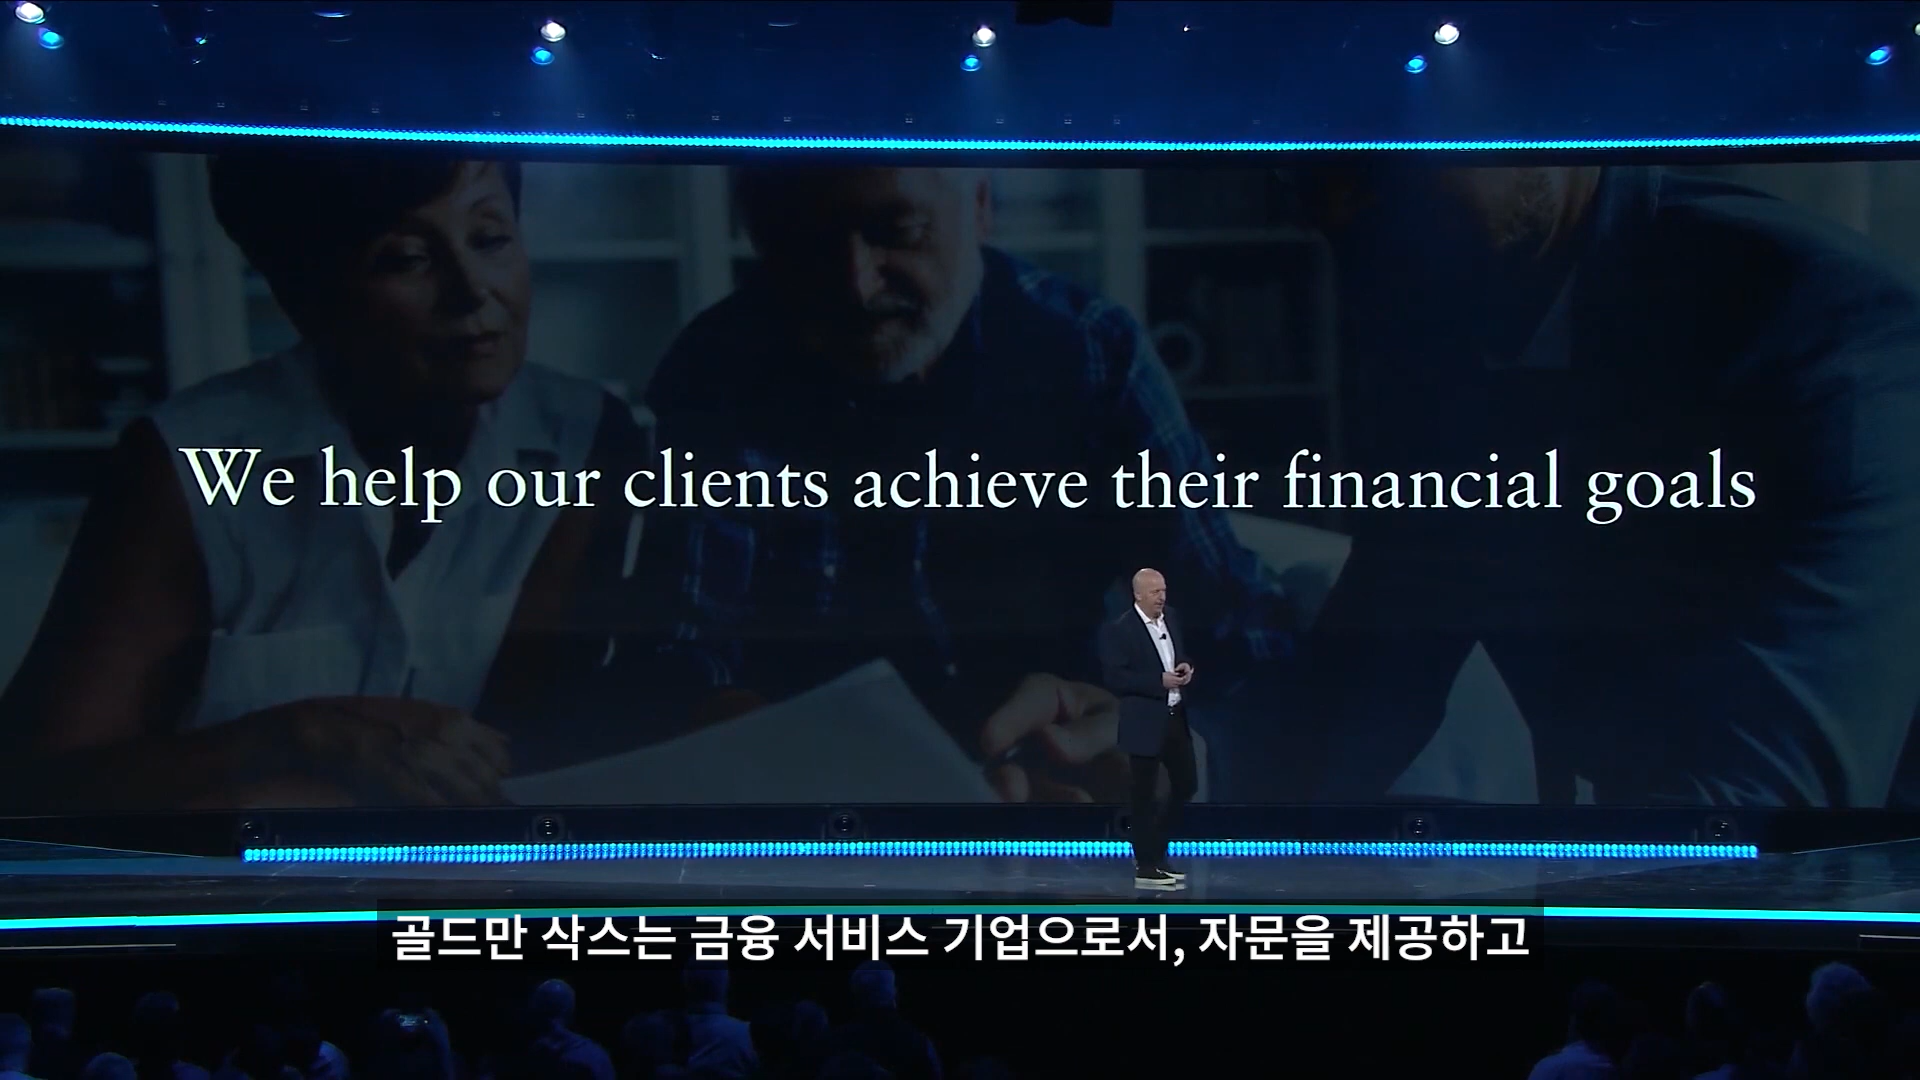 We help our clients achieve their financial goals
골드만 삭스는 금융 서비스 기업으로서, 자문을 제공하고